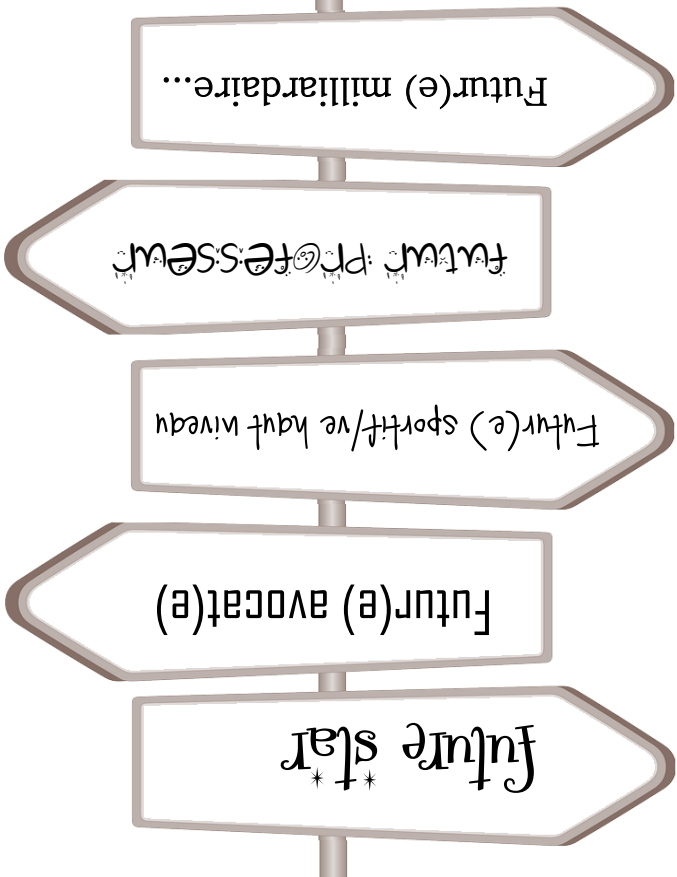 future star
Futur(e) avocat(e)
Futur(e) sportif/ve haut niveau
futur professeur
Futur(e) milliardaire...